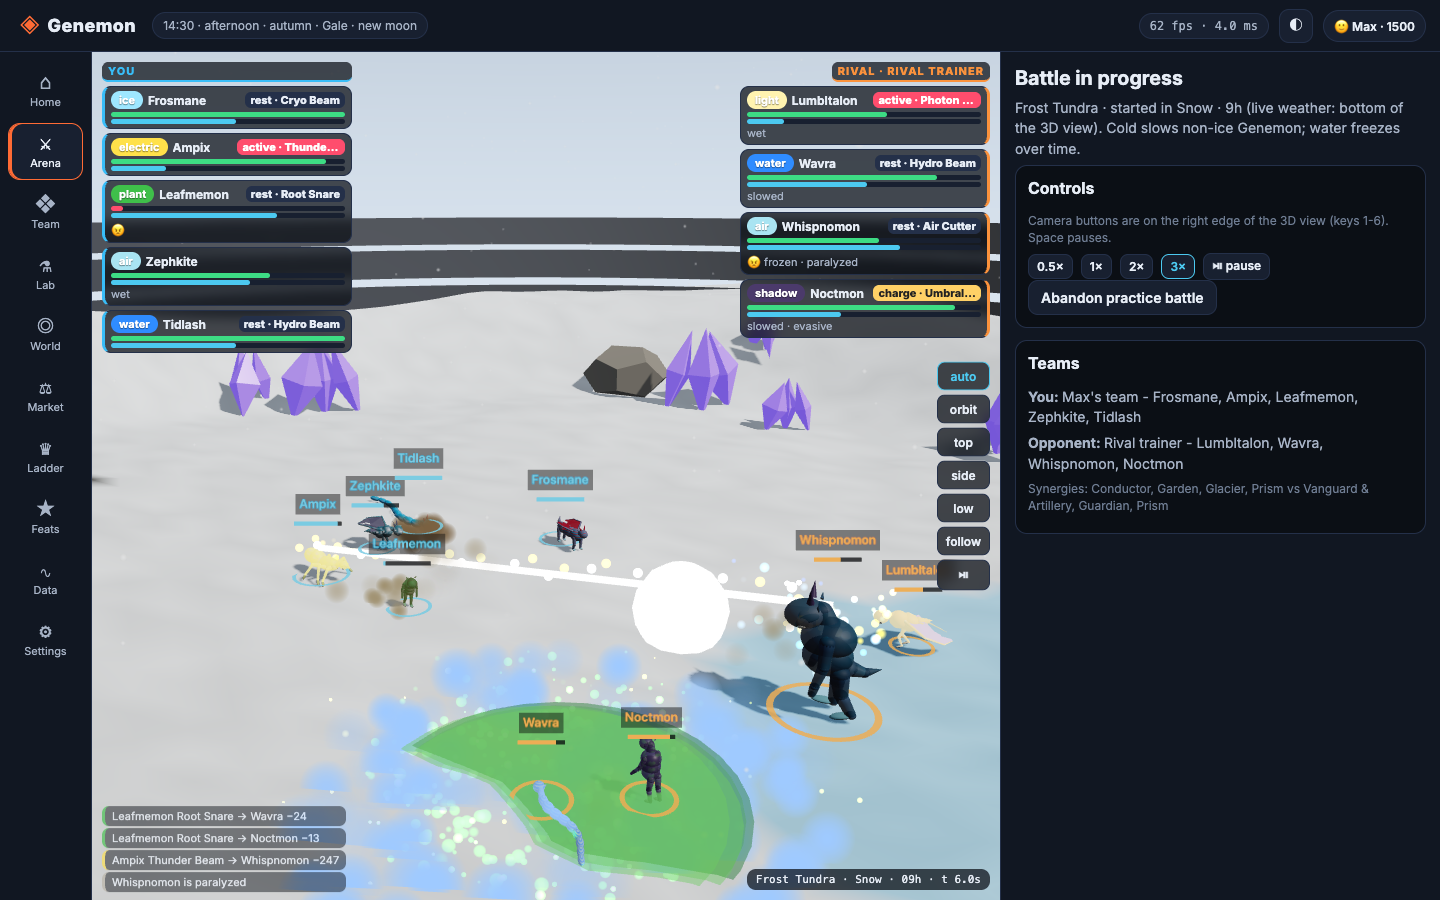 Genemon
14:30 · afternoon · autumn · Gale · new moon
62 fps · 4.0 ms
Max · 1500
Home
Arena
Team
Lab
World
Market
Ladder
Feats
Data
Settings
YOU
ice Frosmane rest · Cryo Beam
electric Ampix active · Thunde...
plant Leafmemon rest · Root Snare
air Zephkite
wet
water Tidlash rest · Hydro Beam
RIVAL · RIVAL TRAINER
light Lumbltalon active · Photon ...
wet
water Wavra rest · Hydro Beam
slowed
air Whispnomon rest · Air Cutter
frozen · paralyzed
shadow Noctmon charge · Umbral...
slowed · evasive
auto
orbit
top
side
low
follow
Tidlash
Zephkite
Frosmane
Ampix
Leafmemon
Whispnomon
Lumbltalo
Wavra
Noctmon
Leafmemon Root Snare → Wavra −24
Leafmemon Root Snare → Noctmon −13
Ampix Thunder Beam → Whispnomon −247
Whispnomon is paralyzed
Frost Tundra · Snow · 09h · t 6.0s
Battle in progress
Frost Tundra · started in Snow · 9h (live weather: bottom of
the 3D view). Cold slows non-ice Genemon; water freezes
over time.
Controls
Camera buttons are on the right edge of the 3D view (keys 1-6).
Space pauses.
0.5× 1× 2× 3× pause
Abandon practice battle
Teams
You: Max's team - Frosmane, Ampix, Leafmemon,
Zephkite, Tidlash
Opponent: Rival trainer - Lumbltalon, Wavra,
Whispnomon, Noctmon
Synergies: Conductor, Garden, Glacier, Prism vs Vanguard &
Artillery, Guardian, Prism